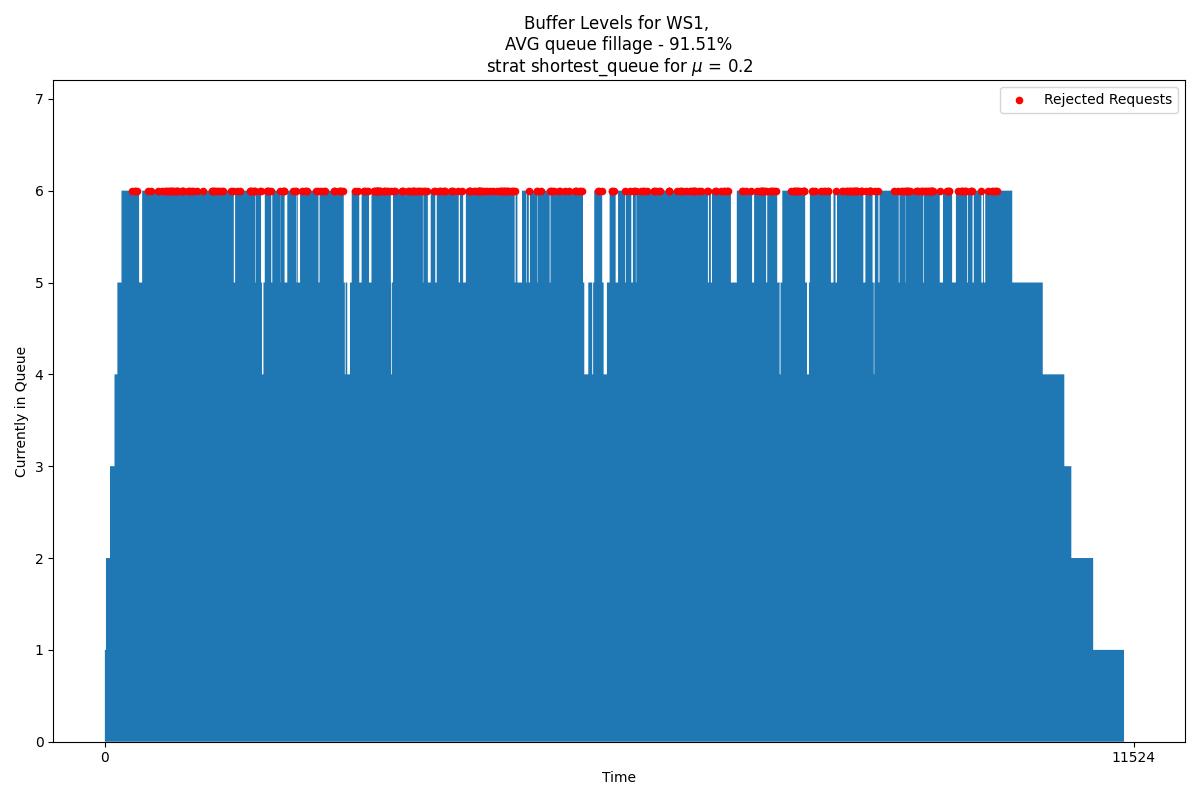 Buffer Levels for WS1,
AVG queue fillage - 91.51%
strat shortest_queue for μ = 0.2
Rejected Requests
7
6
5
4
3
2
1
0
Currently in Queue
0
11524
Time